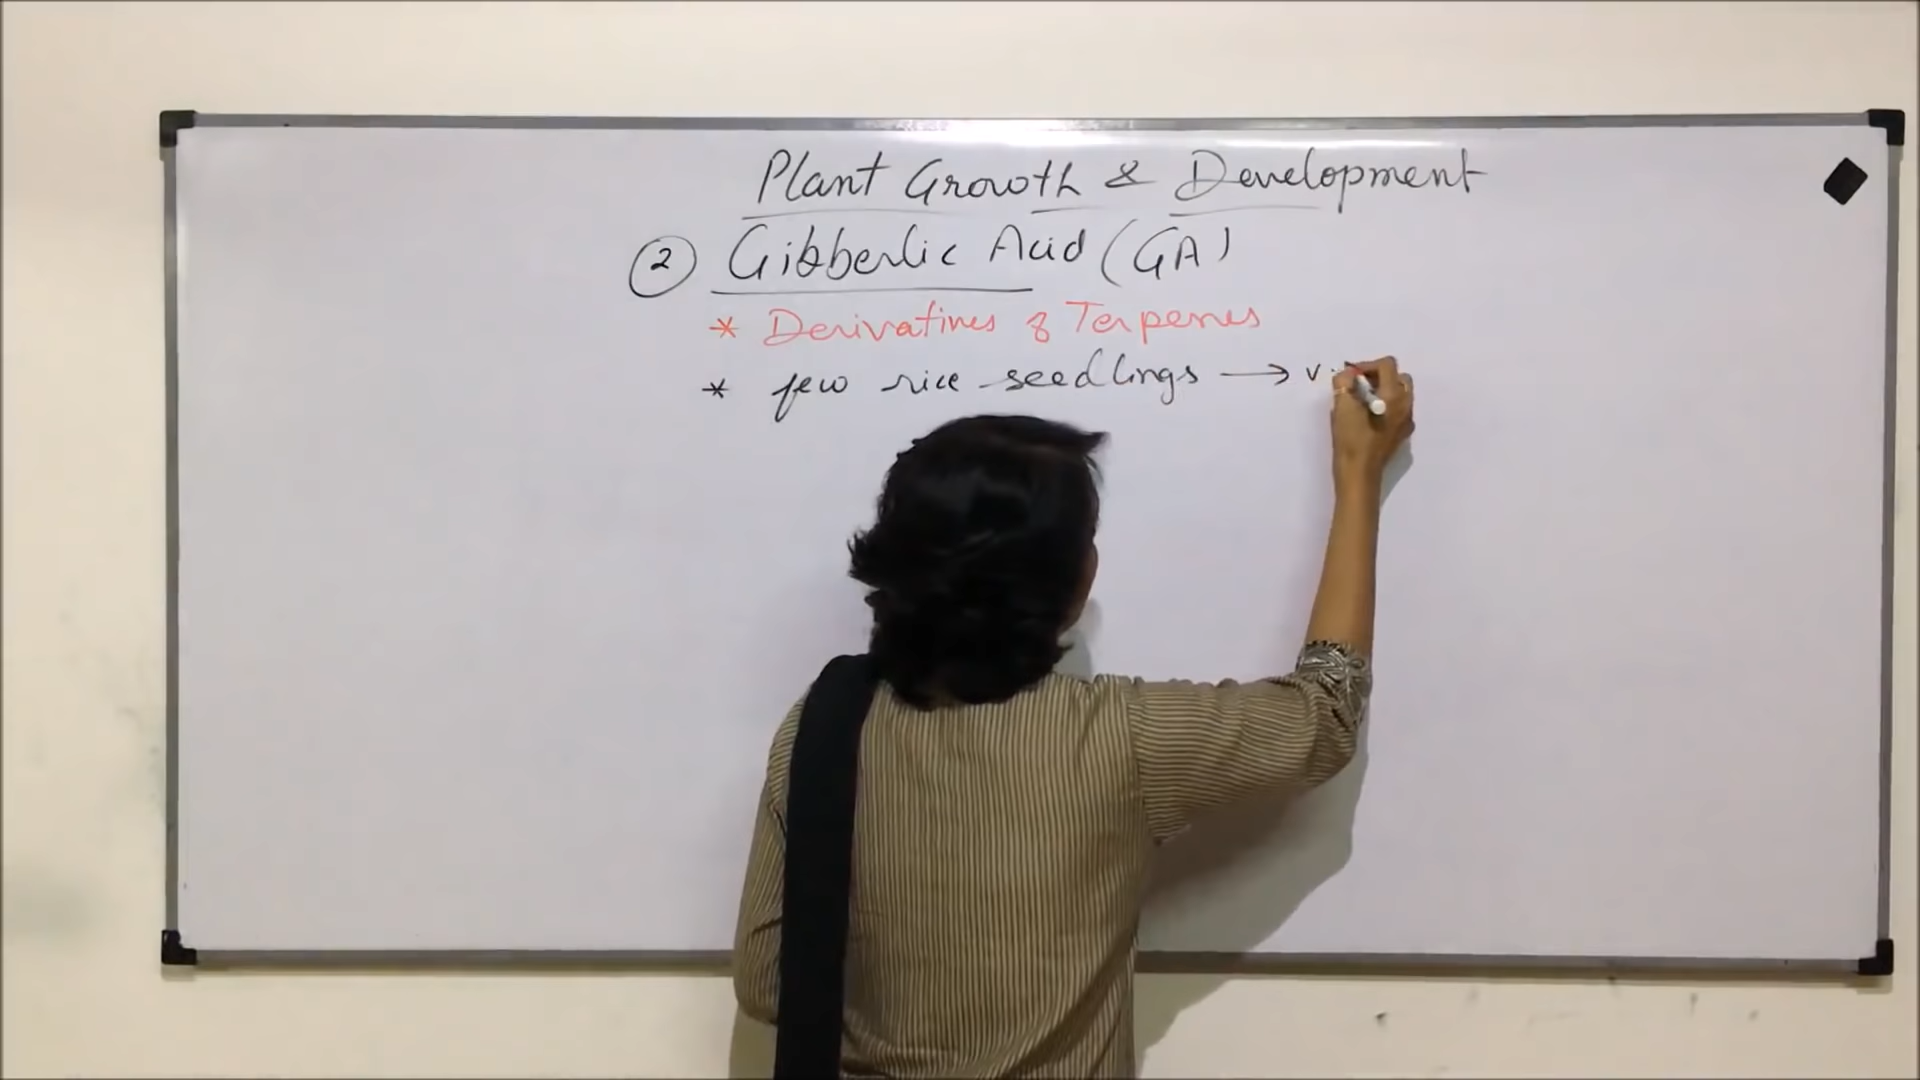 Plant Growth & Development
② Gibberlic Acid (GA)
* Derivatives of Terpenes
* few rice seedlings →